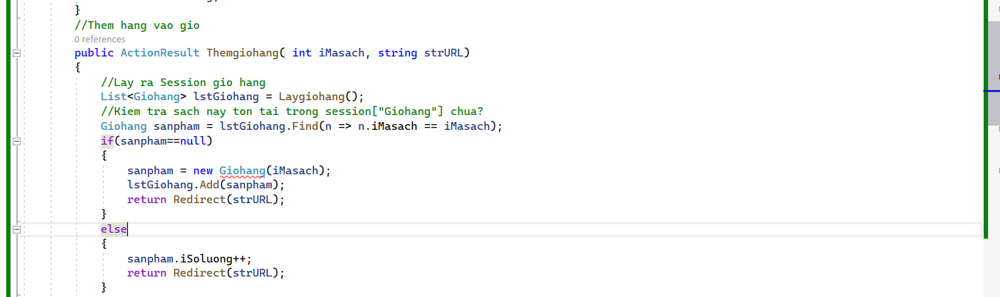 }
//Them hang vao gio
0 references
public ActionResult Themgiohang( int iMasach, string strURL)
{
//Lay ra Session gio hang
List<Giohang> lstGiohang = Laygiohang();
//Kiem tra sach nay ton tai trong session["Giohang"] chua?
Giohang sanpham = lstGiohang.Find(n => n.iMasach == iMasach);
if(sanpham==null)
{
sanpham = new Giohang(iMasach);
lstGiohang.Add(sanpham);
return Redirect(strURL);
}
else
{
sanpham.iSoluong++;
return Redirect(strURL);
}